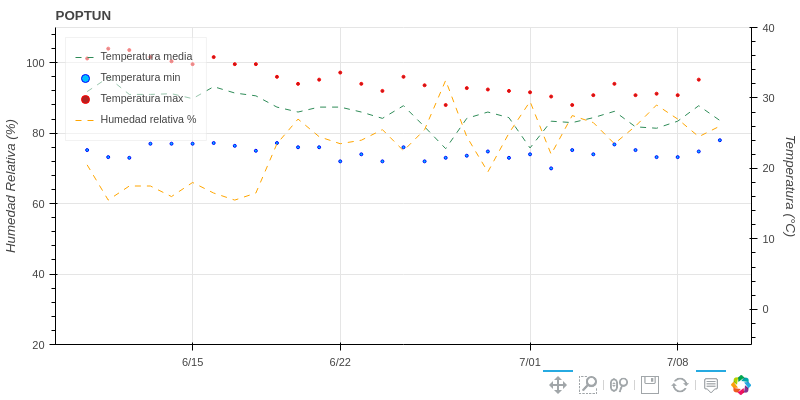 POPTUN
Temperatura media
Temperatura min
Temperatura max
Humedad relativa %
Humedad Relativa (%)
100
80
60
40
20
Temperatura (°C)
40
30
20
10
0
6/15
6/22
7/01
7/08